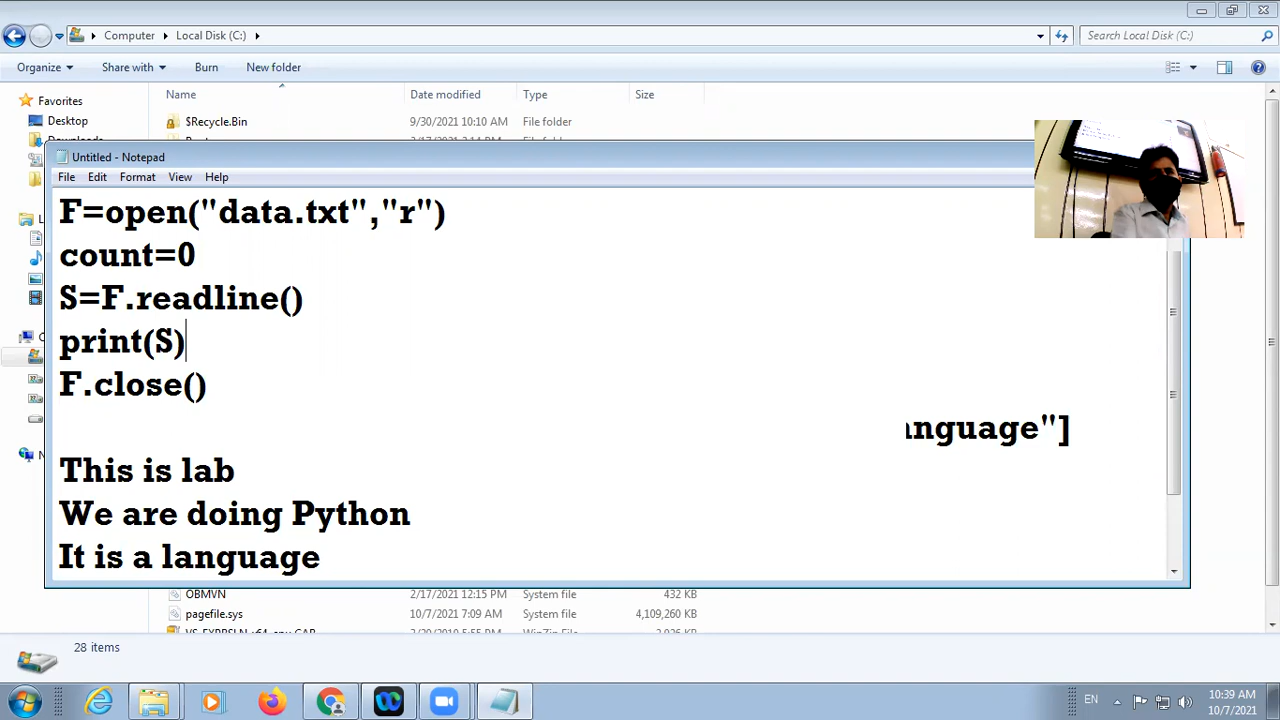 Computer Local Disk (C:)
Search Local Disk (C:)
Organize Share with Burn New folder
Name Date modified Type Size
Favorites
$Recycle.Bin 9/30/2021 10:10 AM File folder
Desktop
Untitled - Notepad
File Edit Format View Help
F=open("data.txt","r")
count=0
S=F.readline()
print(S)
F.close()
anguage"]
This is lab
We are doing Python
It is a language
OBMVN 2/17/2021 12:15 PM System file 432 KB
pagefile.sys 10/7/2021 7:09 AM System file 4,109,260 KB
28 items
EN
10:39 AM
10/7/2021